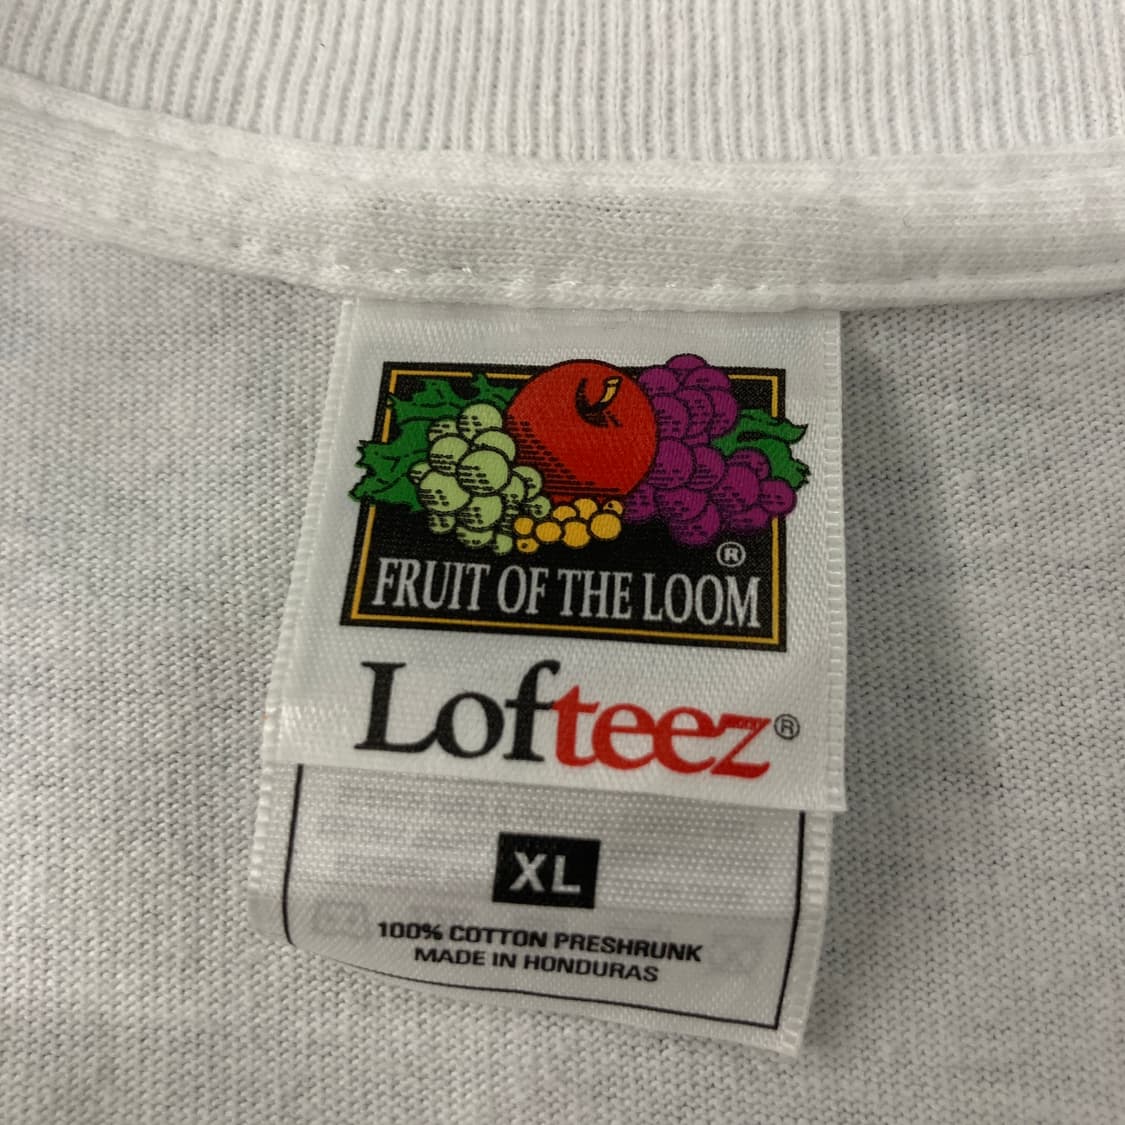 FRUIT OF THE LOOM®
Lofteez®
XL
100% COTTON PRESHRUNK
MADE IN HONDURAS